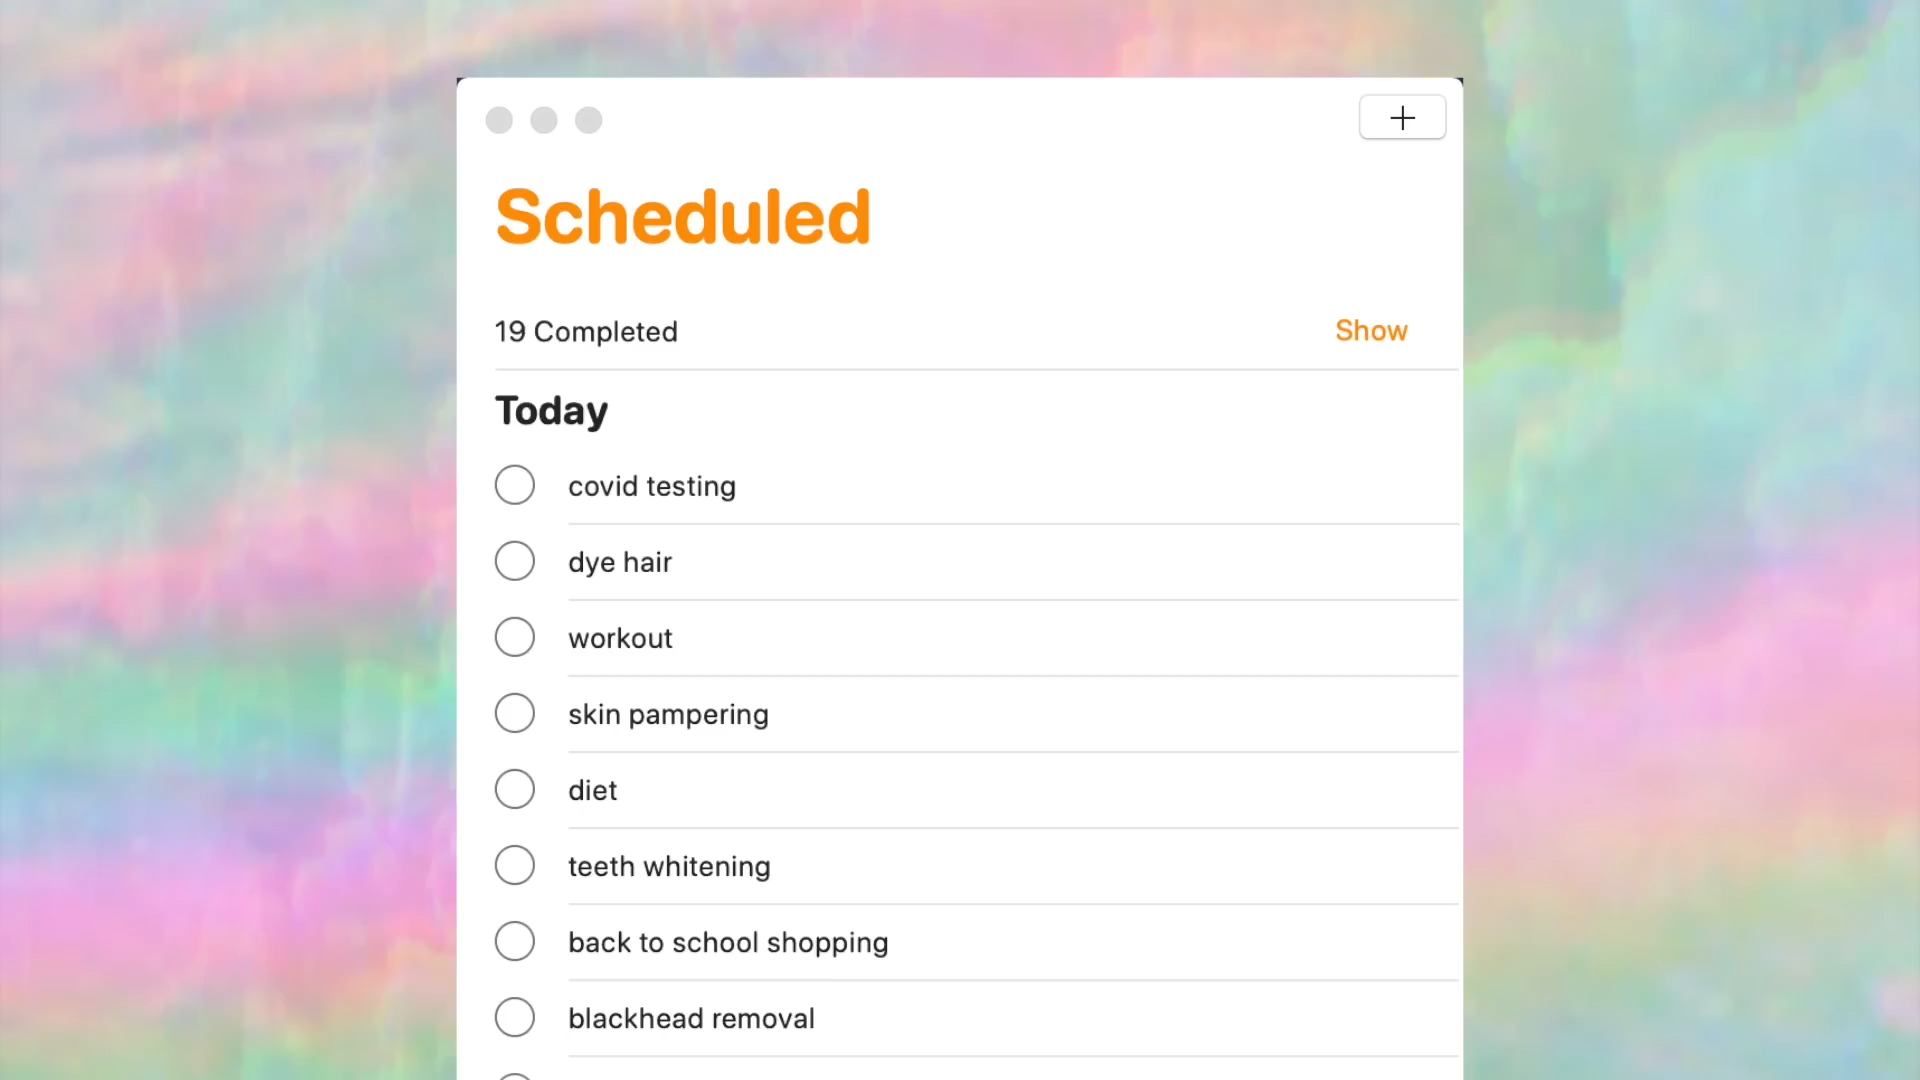 Scheduled
19 Completed Show
Today
covid testing
dye hair
workout
skin pampering
diet
teeth whitening
back to school shopping
blackhead removal